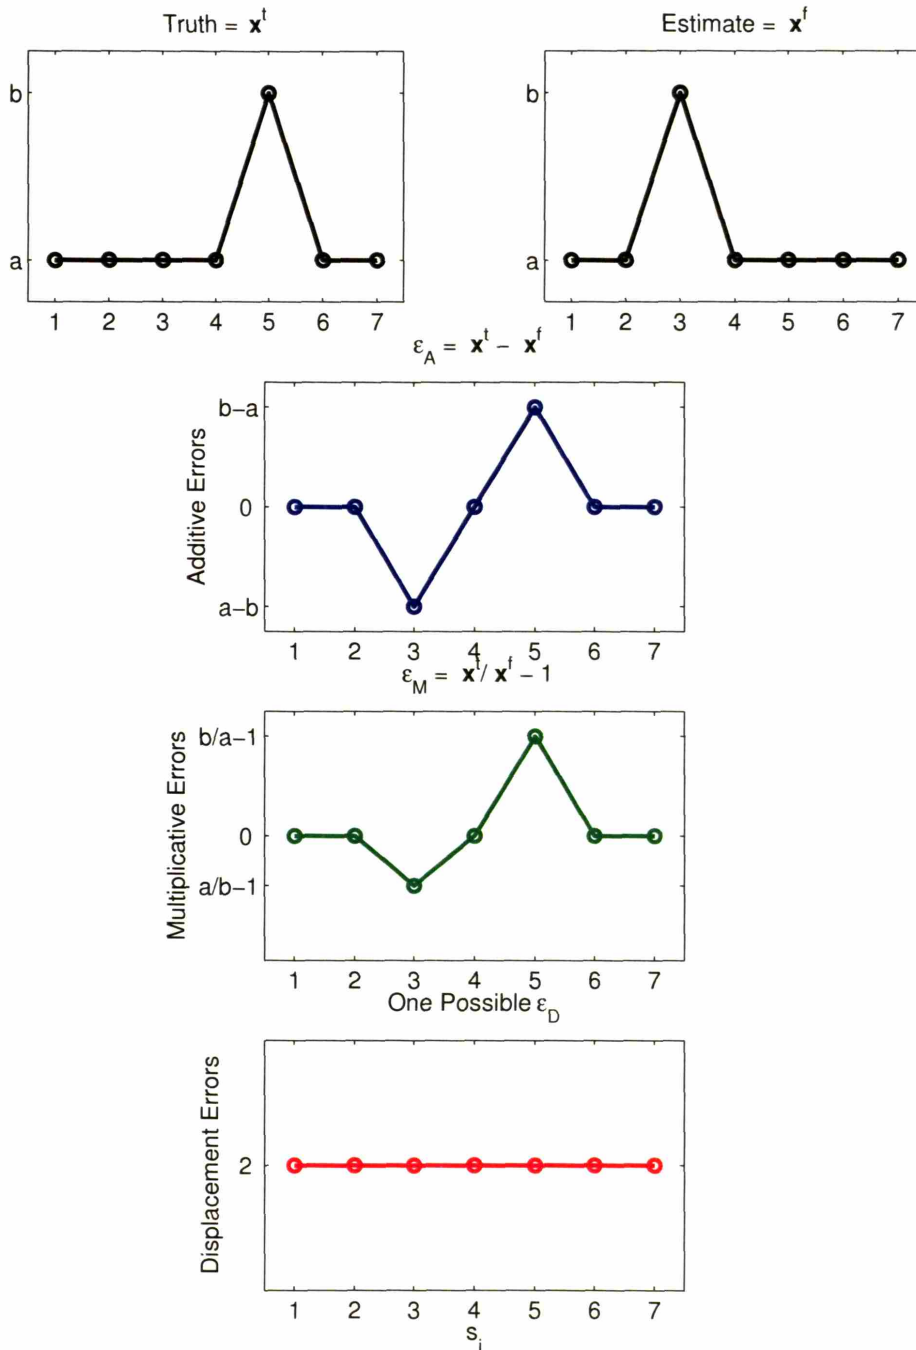 Truth = x^t
Estimate = x^f
b
a
1 2 3 4 5 6 7
b
a
1 2 3 4 5 6 7
ε_A = x^t − x^f
Additive Errors
b−a
0
a−b
1 2 3 4 5 6 7
ε_M = x^t / x^f − 1
Multiplicative Errors
b/a−1
0
a/b−1
1 2 3 4 5 6 7
One Possible ε_D
Displacement Errors
2
1 2 3 4 5 6 7
s_i